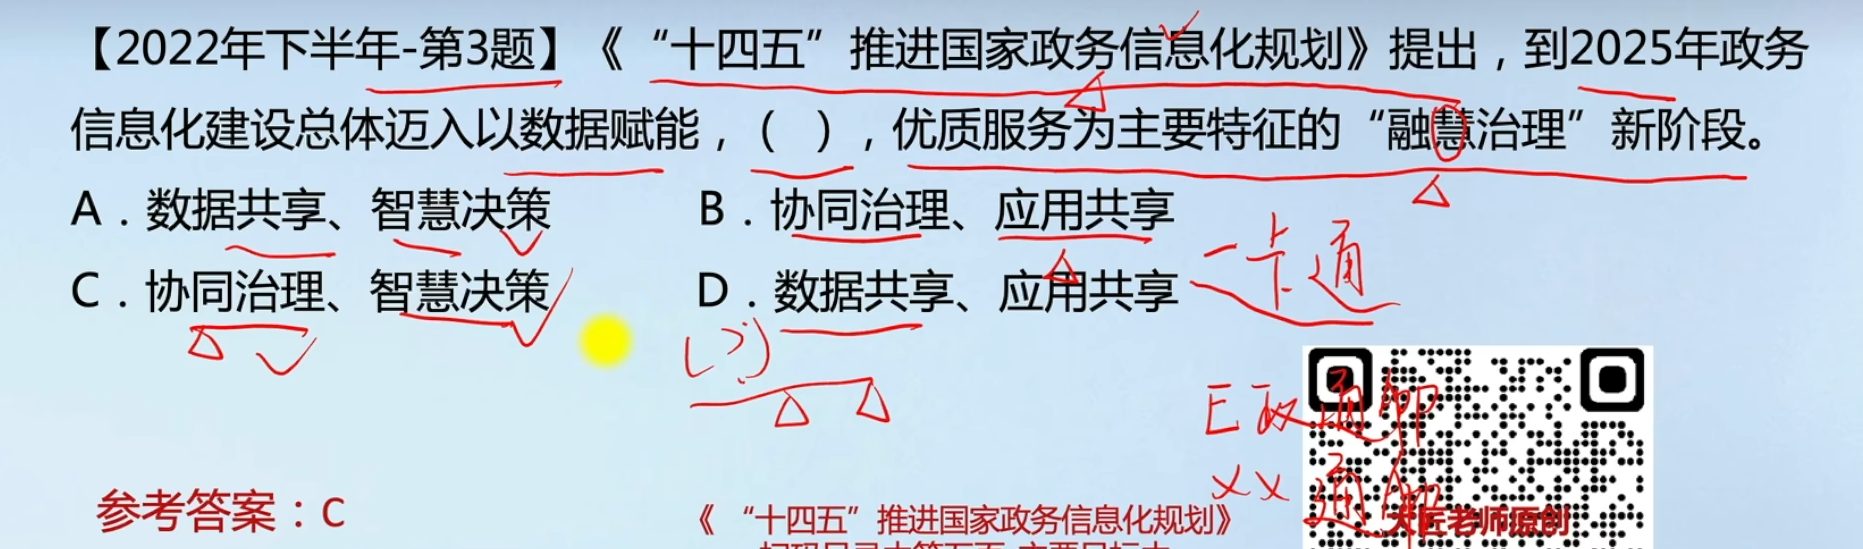 【2022年下半年-第3题】《“十四五”推进国家政务信息化规划》提出，到2025年政务
信息化建设总体迈入以数据赋能，（ ），优质服务为主要特征的“融慧治理”新阶段。
A．数据共享、智慧决策 B．协同治理、应用共享
C．协同治理、智慧决策 D．数据共享、应用共享
一卡通
(2)
E政通
XX通
参考答案：C
《“十四五”推进国家政务信息化规划》
大匠老师原创